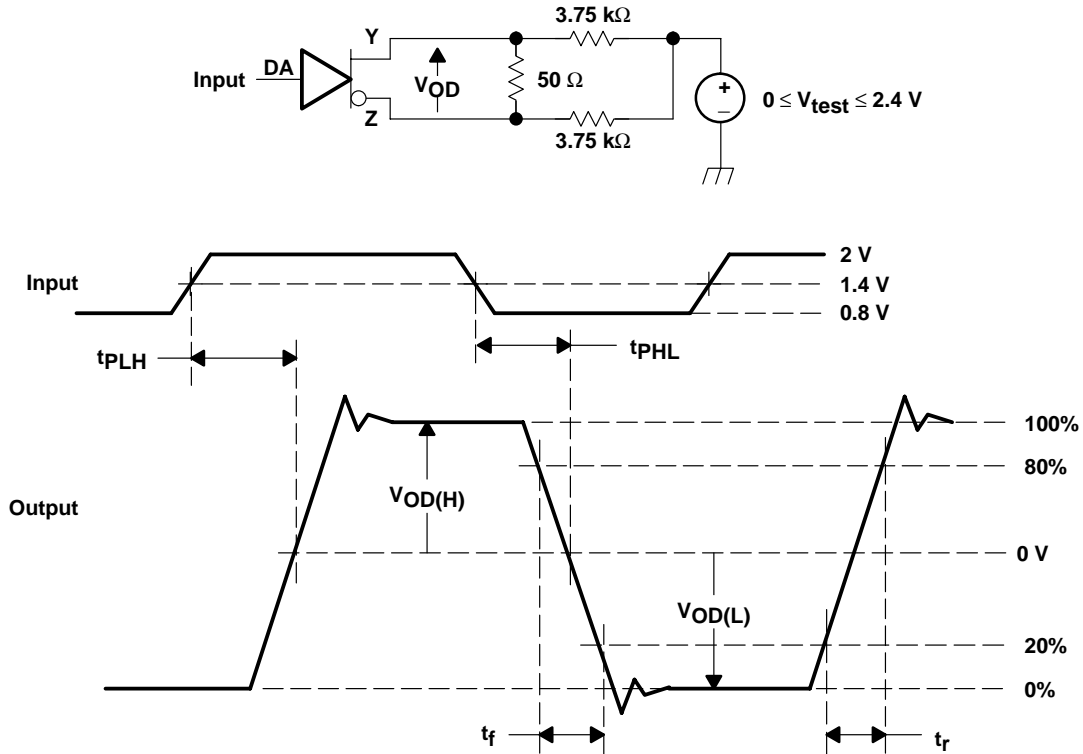 3.75 kΩ
Y
Input
DA
VOD
50 Ω
+
–
0 ≤ Vtest ≤ 2.4 V
Z
3.75 kΩ
2 V
Input
1.4 V
0.8 V
tPLH
tPHL
100%
80%
VOD(H)
Output
0 V
VOD(L)
20%
0%
tf
tr